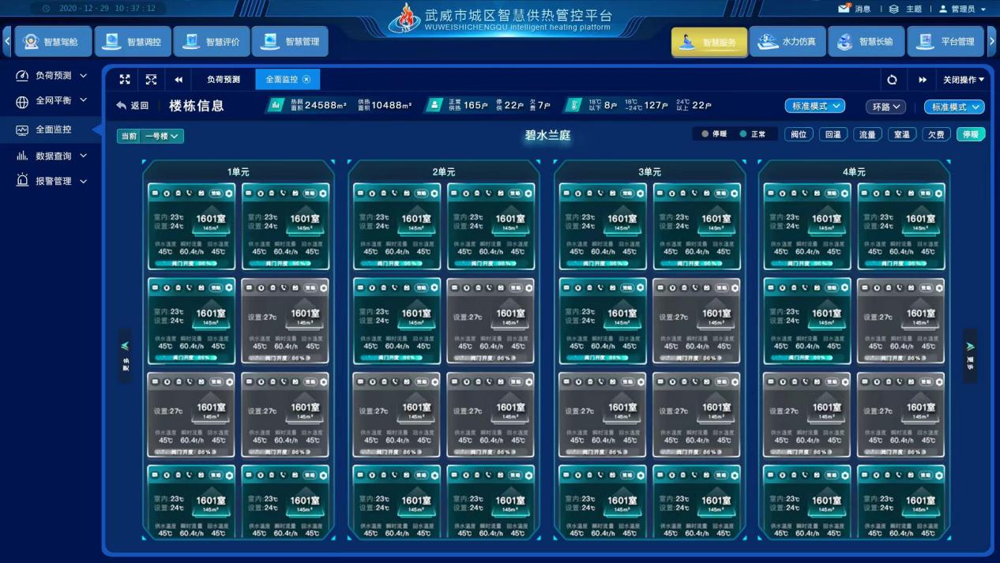 2020-12-29 10:37:12
武威市城区智慧供热管控平台
WUWEISHICHENGQU intelligent heating platform
消息 主题 管理员
智慧驾舱 智慧调控 智慧评价 智慧管理 智慧服务 水力仿真 智慧长输 平台管理
负荷预测
全网平衡
全面监控
数据查询
报警管理
负荷预测 全面监控 关闭操作
返回 楼栋信息 热网面积 24588m² 供热面积 10488m² 正常供热 165户 停供 22户 欠费 7户 18℃以下 8户 18℃~24℃ 127户 24℃以上 22户 标准模式 环路 标准模式
当前 一号楼 碧水兰庭 停暖 正常 阀位 回温 流量 室温 欠费 停暖
1单元 2单元 3单元 4单元
策略 策略 策略 策略 策略 策略 策略 策略
室内:23℃ 1601室 室内:23℃ 1601室 室内:23℃ 1601室 室内:23℃ 1601室 室内:23℃ 1601室 室内:23℃ 1601室 室内:23℃ 1601室 室内:23℃ 1601室
设置:24℃ 145m² 设置:24℃ 145m² 设置:24℃ 145m² 设置:24℃ 145m² 设置:24℃ 145m² 设置:24℃ 145m² 设置:24℃ 145m² 设置:24℃ 145m²
供水温度 瞬时流量 回水温度 供水温度 瞬时流量 回水温度 供水温度 瞬时流量 回水温度 供水温度 瞬时流量 回水温度 供水温度 瞬时流量 回水温度 供水温度 瞬时流量 回水温度 供水温度 瞬时流量 回水温度 供水温度 瞬时流量 回水温度
45℃ 60.4t/h 45℃ 45℃ 60.4t/h 45℃ 45℃ 60.4t/h 45℃ 45℃ 60.4t/h 45℃ 45℃ 60.4t/h 45℃ 45℃ 60.4t/h 45℃ 45℃ 60.4t/h 45℃ 45℃ 60.4t/h 45℃
阀门开度 86% 阀门开度 86% 阀门开度 86% 阀门开度 86% 阀门开度 86% 阀门开度 86% 阀门开度 86% 阀门开度 86%
策略 策略 策略 策略 策略 策略 策略 策略
室内:23℃ 1601室 1601室 室内:23℃ 1601室 1601室 室内:23℃ 1601室 1601室 室内:23℃ 1601室 1601室
设置:24℃ 145m² 设置:27℃ 145m² 设置:24℃ 145m² 设置:27℃ 145m² 设置:24℃ 145m² 设置:27℃ 145m² 设置:24℃ 145m² 设置:27℃ 145m²
供水温度 瞬时流量 回水温度 供水温度 瞬时流量 回水温度 供水温度 瞬时流量 回水温度 供水温度 瞬时流量 回水温度 供水温度 瞬时流量 回水温度 供水温度 瞬时流量 回水温度 供水温度 瞬时流量 回水温度 供水温度 瞬时流量 回水温度
45℃ 60.4t/h 45℃ 45℃ 60.4t/h 45℃ 45℃ 60.4t/h 45℃ 45℃ 60.4t/h 45℃ 45℃ 60.4t/h 45℃ 45℃ 60.4t/h 45℃ 45℃ 60.4t/h 45℃ 45℃ 60.4t/h 45℃
阀门开度 86% 阀门开度 86% 阀门开度 86% 阀门开度 86% 阀门开度 86% 阀门开度 86% 阀门开度 86% 阀门开度 86%
更多 更多
策略 策略 策略 策略 策略 策略 策略 策略
设置:27℃ 1601室 设置:27℃ 1601室 设置:27℃ 1601室 设置:27℃ 1601室 设置:27℃ 1601室 设置:27℃ 1601室 设置:27℃ 1601室 设置:27℃ 1601室
145m² 145m² 145m² 145m² 145m² 145m² 145m² 145m²
供水温度 瞬时流量 回水温度 供水温度 瞬时流量 回水温度 供水温度 瞬时流量 回水温度 供水温度 瞬时流量 回水温度 供水温度 瞬时流量 回水温度 供水温度 瞬时流量 回水温度 供水温度 瞬时流量 回水温度 供水温度 瞬时流量 回水温度
45℃ 60.4t/h 45℃ 45℃ 60.4t/h 45℃ 45℃ 60.4t/h 45℃ 45℃ 60.4t/h 45℃ 45℃ 60.4t/h 45℃ 45℃ 60.4t/h 45℃ 45℃ 60.4t/h 45℃ 45℃ 60.4t/h 45℃
阀门开度 86% 阀门开度 86% 阀门开度 86% 阀门开度 86% 阀门开度 86% 阀门开度 86% 阀门开度 86% 阀门开度 86%
策略 策略 策略 策略 策略 策略 策略 策略
室内:23℃ 1601室 室内:23℃ 1601室 室内:23℃ 1601室 室内:23℃ 1601室 室内:23℃ 1601室 室内:23℃ 1601室 室内:23℃ 1601室 室内:23℃ 1601室
设置:24℃ 145m² 设置:24℃ 145m² 设置:24℃ 145m² 设置:24℃ 145m² 设置:24℃ 145m² 设置:24℃ 145m² 设置:24℃ 145m² 设置:24℃ 145m²
供水温度 瞬时流量 回水温度 供水温度 瞬时流量 回水温度 供水温度 瞬时流量 回水温度 供水温度 瞬时流量 回水温度 供水温度 瞬时流量 回水温度 供水温度 瞬时流量 回水温度 供水温度 瞬时流量 回水温度 供水温度 瞬时流量 回水温度
45℃ 60.4t/h 45℃ 45℃ 60.4t/h 45℃ 45℃ 60.4t/h 45℃ 45℃ 60.4t/h 45℃ 45℃ 60.4t/h 45℃ 45℃ 60.4t/h 45℃ 45℃ 60.4t/h 45℃ 45℃ 60.4t/h 45℃